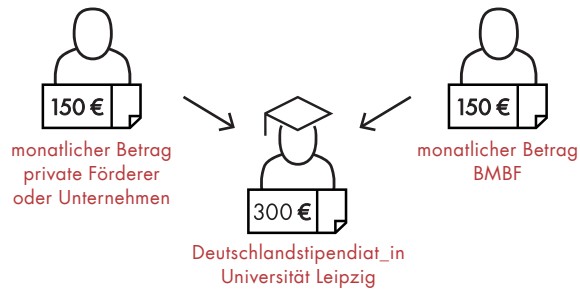 150 €
monatlicher Betrag
private Förderer
oder Unternehmen
150 €
monatlicher Betrag
BMBF
300 €
Deutschlandstipendiat_in
Universität Leipzig